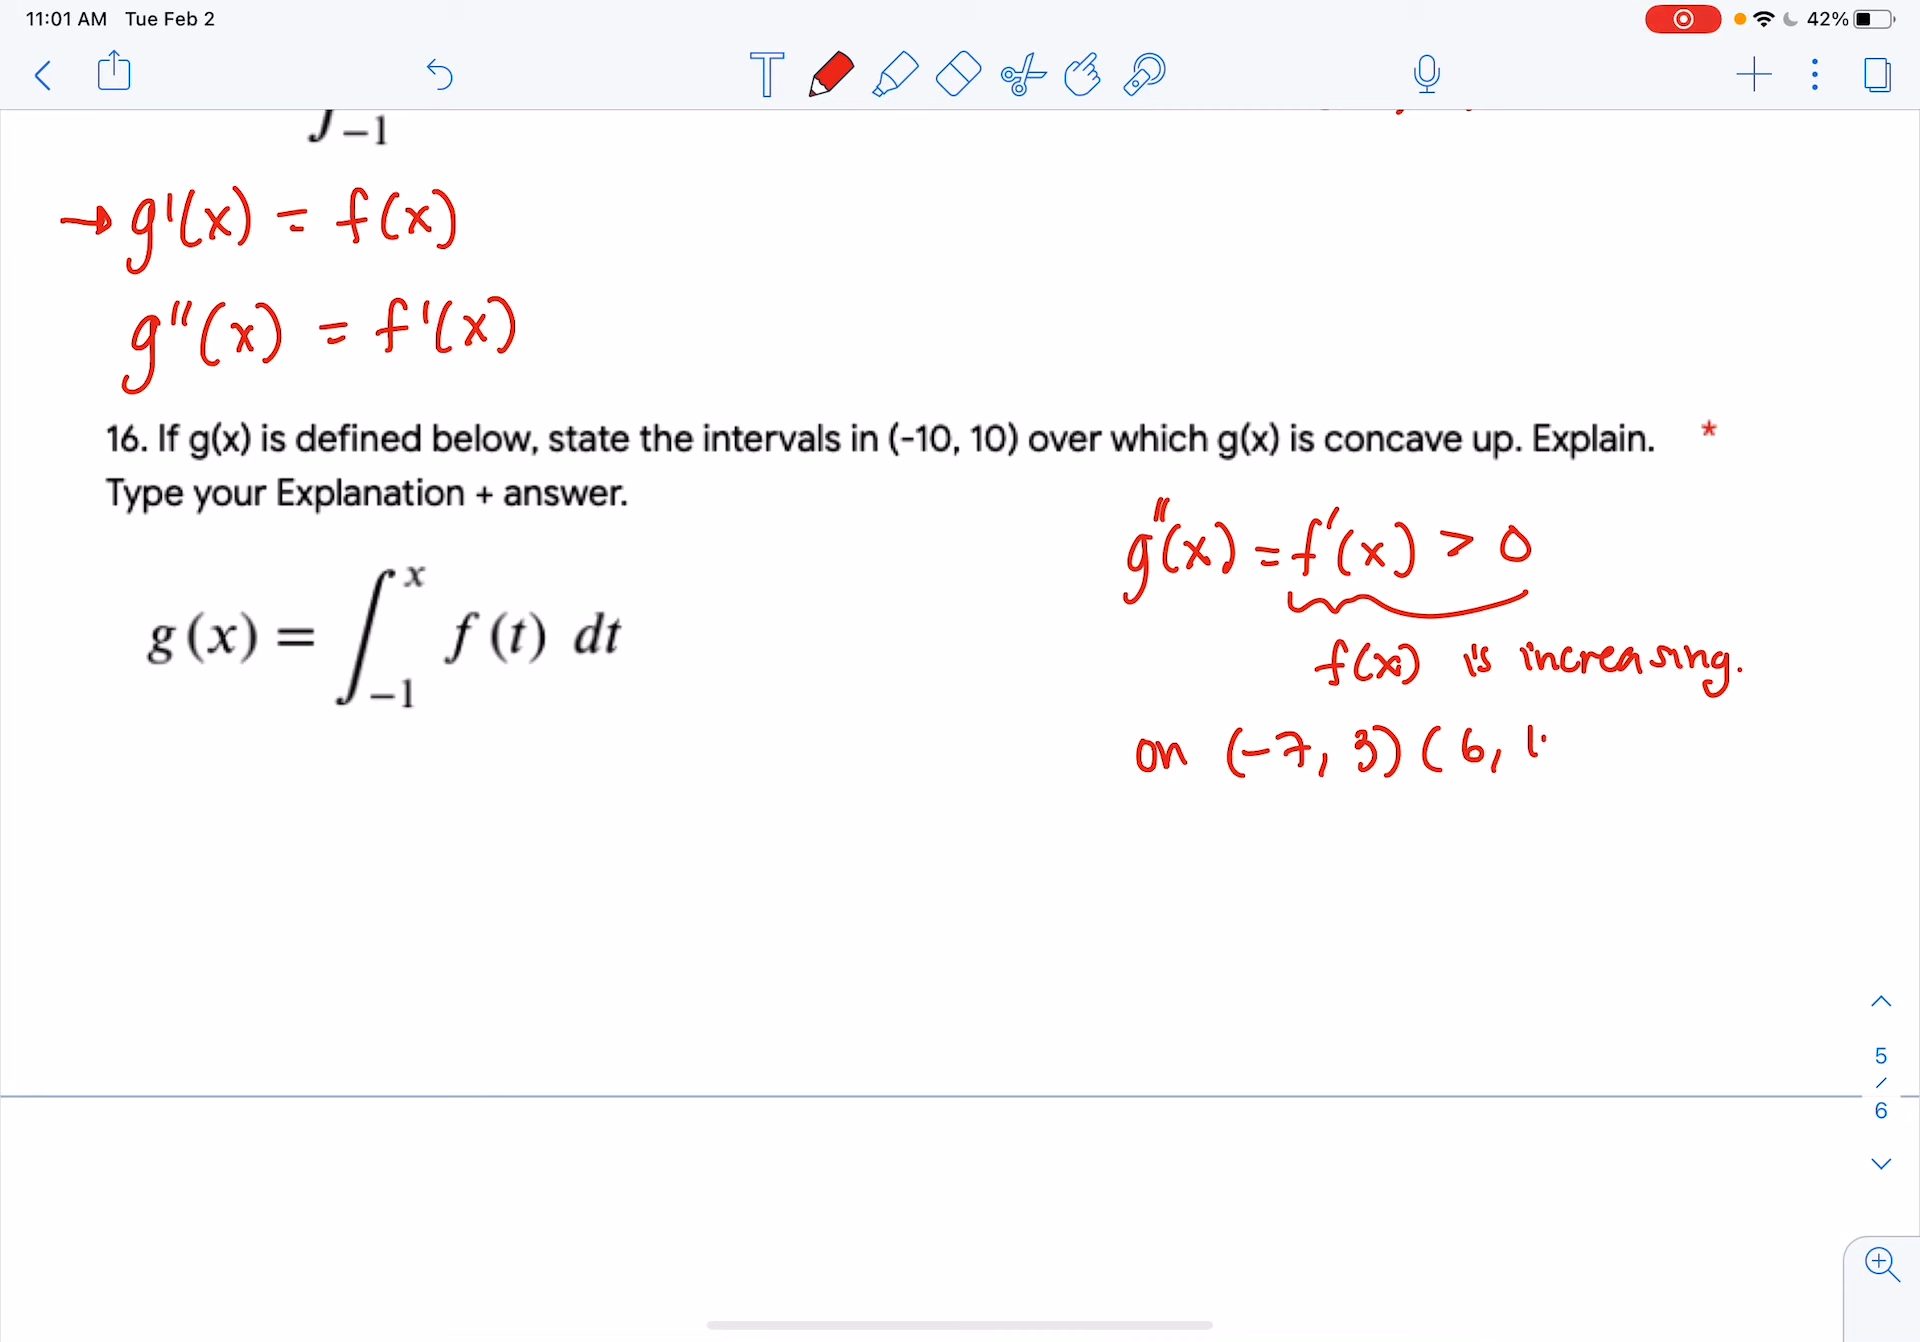 11:01 AM Tue Feb 2
42%
T
∫−1
→ g'(x) = f(x)
g"(x) = f'(x)
16. If g(x) is defined below, state the intervals in (-10, 10) over which g(x) is concave up. Explain. *
Type your Explanation + answer.
g"(x) = f'(x) > 0
g(x) = ∫_{−1}^{x} f(t) dt
f(x) is increasing.
on (-7, 3) (6, 1
5
/
6